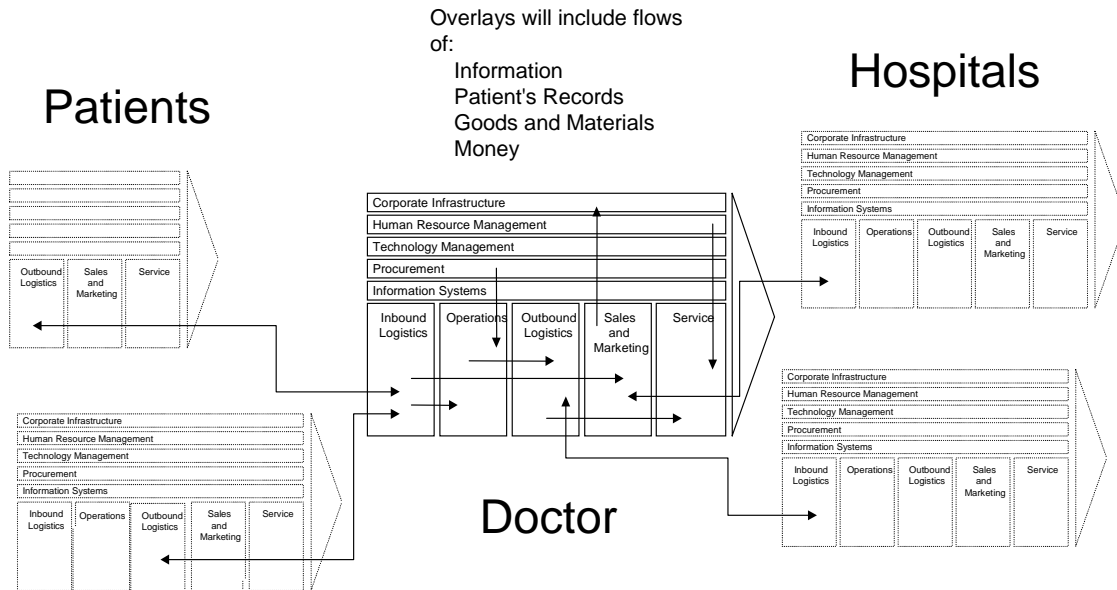 Overlays will include flows
of:
Information
Patient's Records
Goods and Materials
Money
Patients
Hospitals
Outbound
Logistics
Sales
and
Marketing
Service
Corporate Infrastructure
Human Resource Management
Technology Management
Procurement
Information Systems
Inbound
Logistics
Operations
Outbound
Logistics
Sales
and
Marketing
Service
Corporate Infrastructure
Human Resource Management
Technology Management
Procurement
Information Systems
Inbound
Logistics
Operations
Outbound
Logistics
Sales
and
Marketing
Service
Corporate Infrastructure
Human Resource Management
Technology Management
Procurement
Information Systems
Inbound
Logistics
Operations
Outbound
Logistics
Sales
and
Marketing
Service
Doctor
Corporate Infrastructure
Human Resource Management
Technology Management
Procurement
Information Systems
Inbound
Logistics
Operations
Outbound
Logistics
Sales
and
Marketing
Service